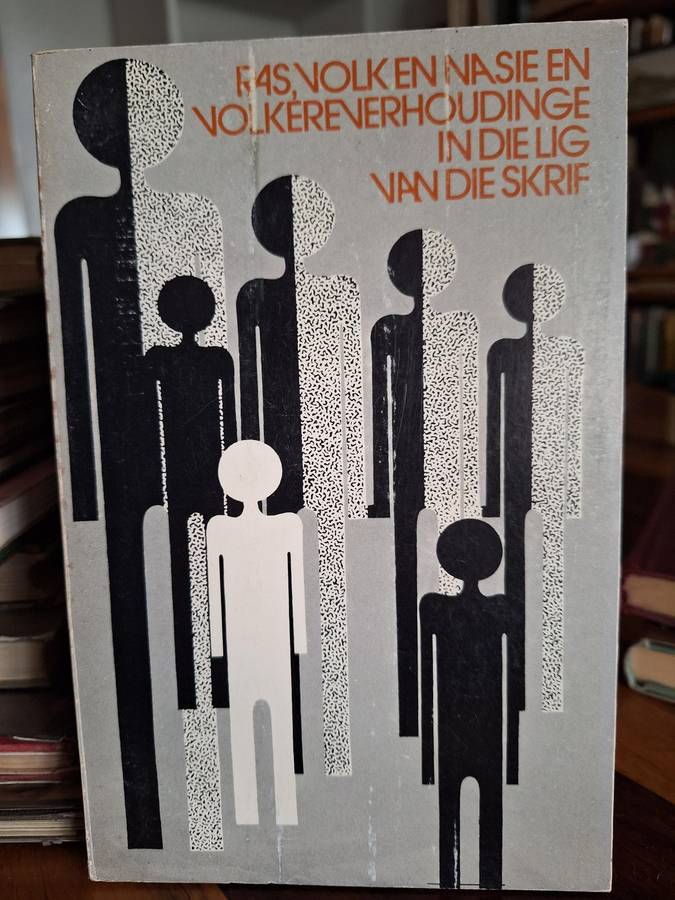 RAS, VOLK EN NASIE EN
VOLKEREVERHOUDINGE
IN DIE LIG
VAN DIE SKRIF